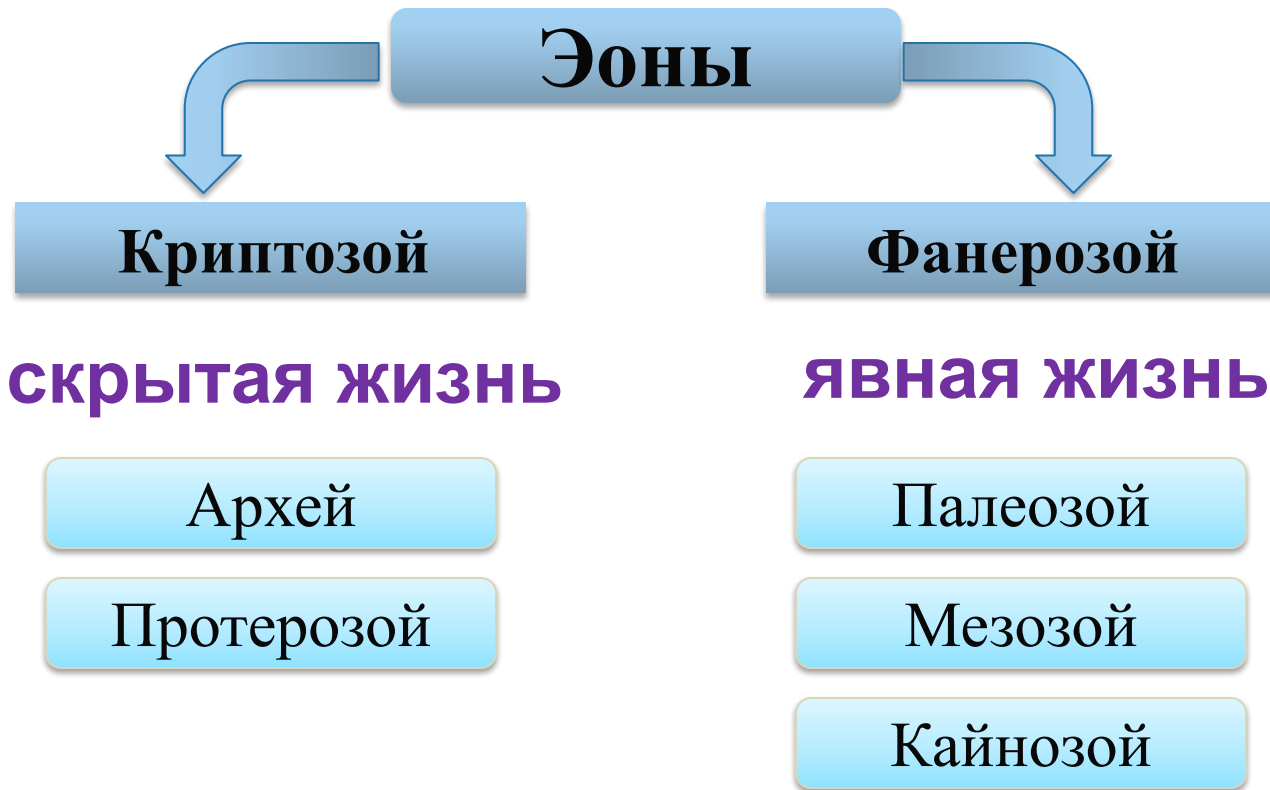 Эоны
Криптозой
Фанерозой
скрытая жизнь
явная жизнь
Архей
Палеозой
Протерозой
Мезозой
Кайнозой